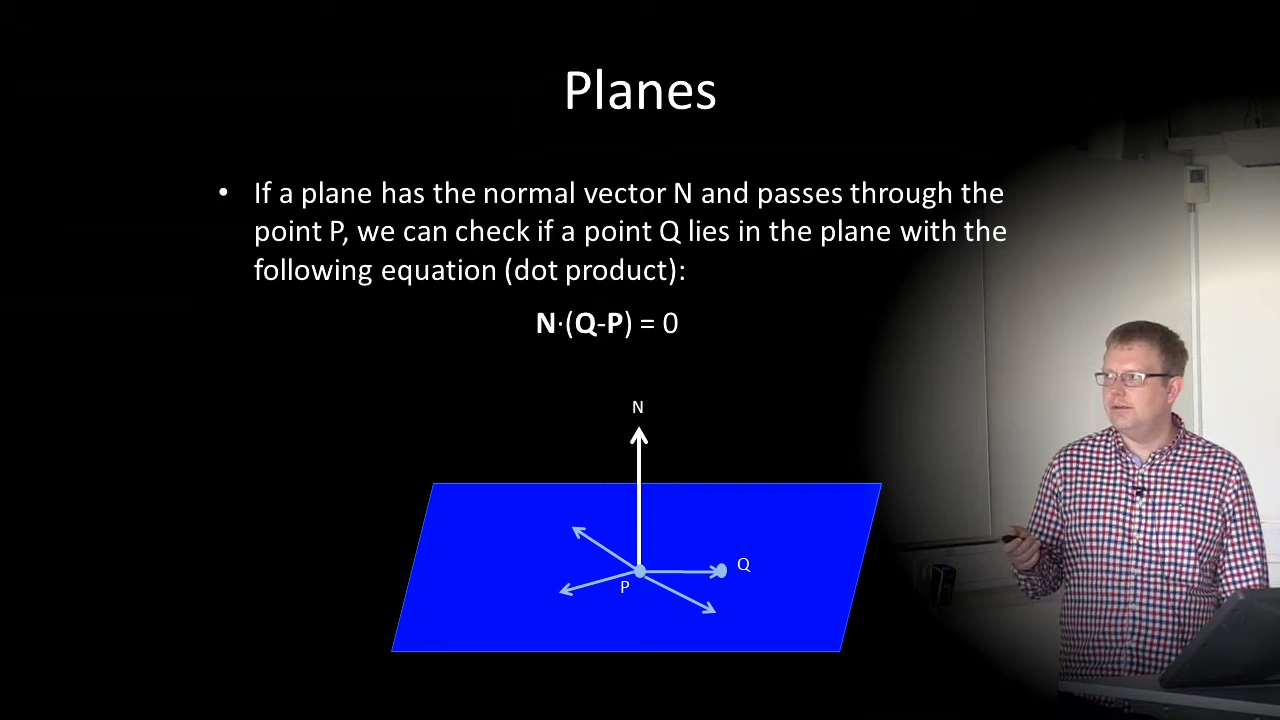 Planes
• If a plane has the normal vector N and passes through the
point P, we can check if a point Q lies in the plane with the
following equation (dot product):
N·(Q-P) = 0
N
Q
P